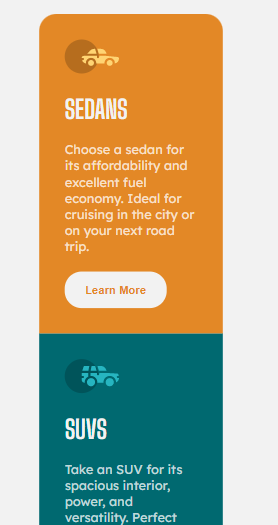 SEDANS
Choose a sedan for
its affordability and
excellent fuel
economy. Ideal for
cruising in the city or
on your next road
trip.
Learn More
SUVS
Take an SUV for its
spacious interior,
power, and
versatility. Perfect